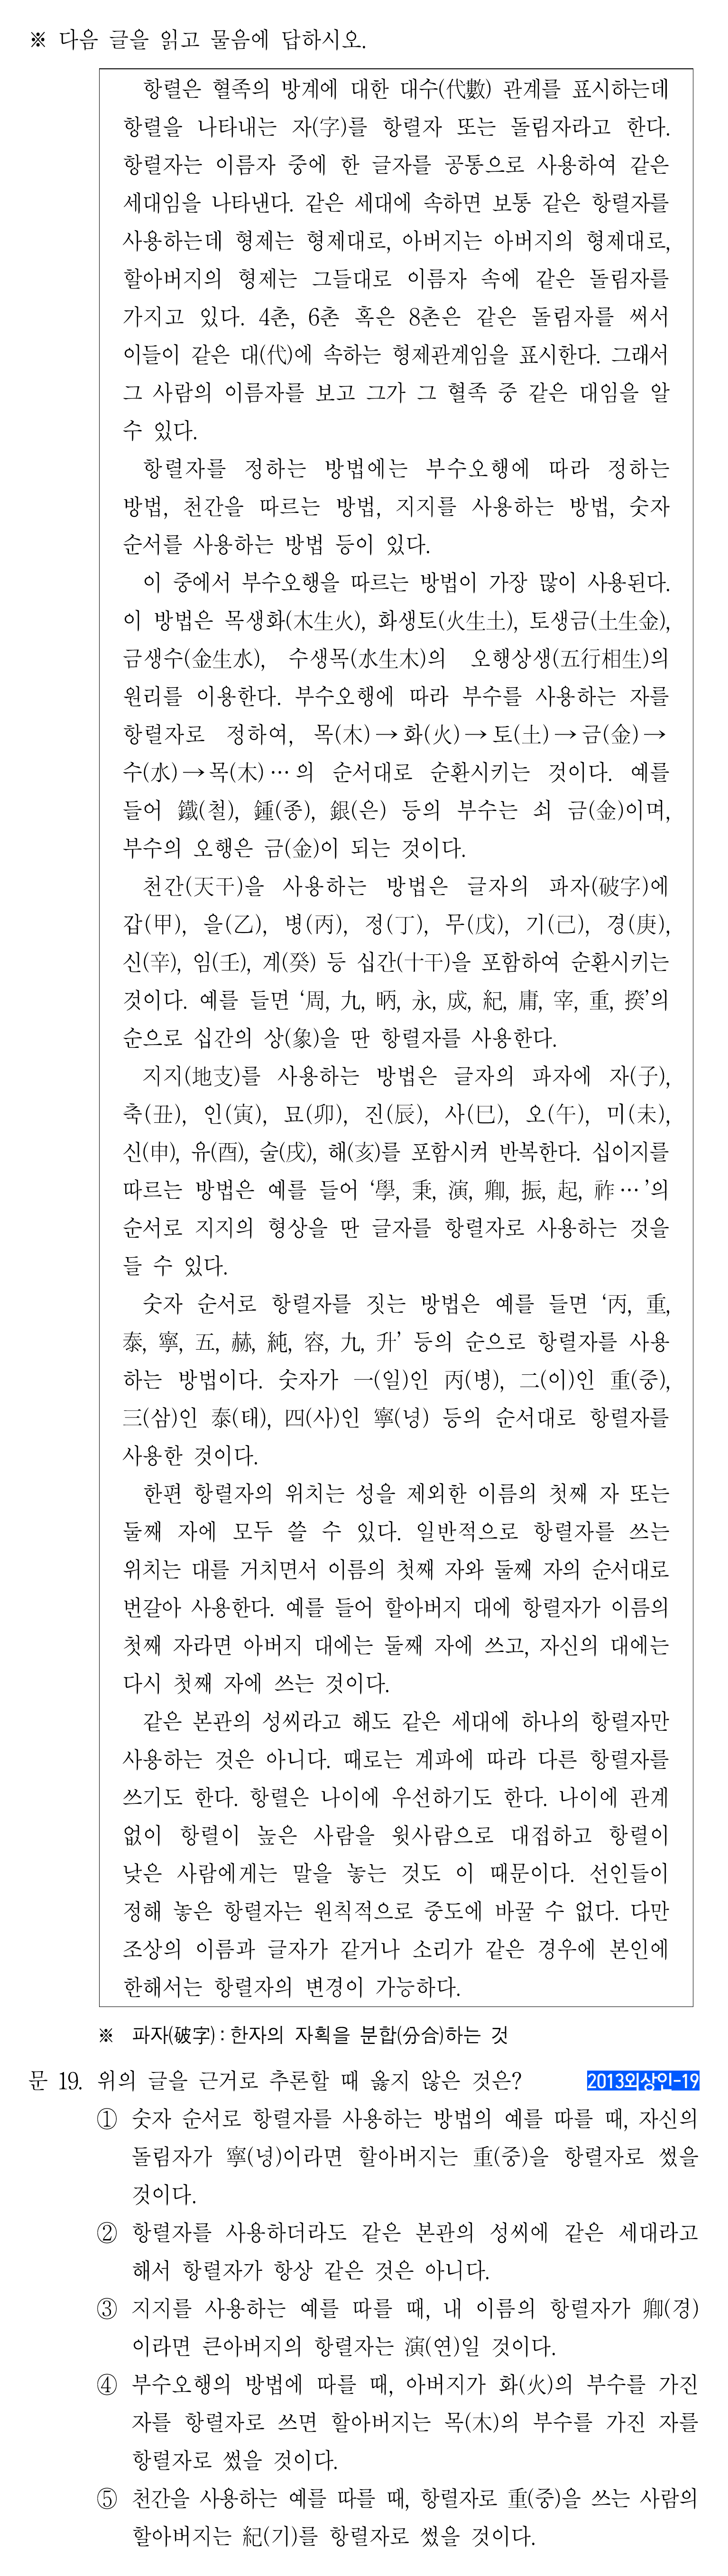 ※ 다음 글을 읽고 물음에 답하시오.
항렬은 혈족의 방계에 대한 대수(代數) 관계를 표시하는데
항렬을 나타내는 자(字)를 항렬자 또는 돌림자라고 한다.
항렬자는 이름자 중에 한 글자를 공통으로 사용하여 같은
세대임을 나타낸다. 같은 세대에 속하면 보통 같은 항렬자를
사용하는데 형제는 형제대로, 아버지는 아버지의 형제대로,
할아버지의 형제는 그들대로 이름자 속에 같은 돌림자를
가지고 있다. 4촌, 6촌 혹은 8촌은 같은 돌림자를 써서
이들이 같은 대(代)에 속하는 형제관계임을 표시한다. 그래서
그 사람의 이름자를 보고 그가 그 혈족 중 같은 대임을 알
수 있다.
항렬자를 정하는 방법에는 부수오행에 따라 정하는
방법, 천간을 따르는 방법, 지지를 사용하는 방법, 숫자
순서를 사용하는 방법 등이 있다.
이 중에서 부수오행을 따르는 방법이 가장 많이 사용된다.
이 방법은 목생화(木生火), 화생토(火生土), 토생금(土生金),
금생수(金生水), 수생목(水生木)의 오행상생(五行相生)의
원리를 이용한다. 부수오행에 따라 부수를 사용하는 자를
항렬자로 정하여, 목(木)→화(火)→토(土)→금(金)→
수(水)→목(木)…의 순서대로 순환시키는 것이다. 예를
들어 鐵(철), 鍾(종), 銀(은) 등의 부수는 쇠 금(金)이며,
부수의 오행은 금(金)이 되는 것이다.
천간(天干)을 사용하는 방법은 글자의 파자(破字)에
갑(甲), 을(乙), 병(丙), 정(丁), 무(戊), 기(己), 경(庚),
신(辛), 임(壬), 계(癸) 등 십간(十干)을 포함하여 순환시키는
것이다. 예를 들면 ‘周, 九, 昞, 永, 成, 紀, 庸, 宰, 重, 揆’의
순으로 십간의 상(象)을 딴 항렬자를 사용한다.
지지(地支)를 사용하는 방법은 글자의 파자에 자(子),
축(丑), 인(寅), 묘(卯), 진(辰), 사(巳), 오(午), 미(未),
신(申), 유(酉), 술(戌), 해(亥)를 포함시켜 반복한다. 십이지를
따르는 방법은 예를 들어 ‘學, 秉, 演, 卿, 振, 起, 祚…’의
순서로 지지의 형상을 딴 글자를 항렬자로 사용하는 것을
들 수 있다.
숫자 순서로 항렬자를 짓는 방법은 예를 들면 ‘丙, 重,
泰, 寧, 五, 赫, 純, 容, 九, 升’ 등의 순으로 항렬자를 사용
하는 방법이다. 숫자가 一(일)인 丙(병), 二(이)인 重(중),
三(삼)인 泰(태), 四(사)인 寧(녕) 등의 순서대로 항렬자를
사용한 것이다.
한편 항렬자의 위치는 성을 제외한 이름의 첫째 자 또는
둘째 자에 모두 쓸 수 있다. 일반적으로 항렬자를 쓰는
위치는 대를 거치면서 이름의 첫째 자와 둘째 자의 순서대로
번갈아 사용한다. 예를 들어 할아버지 대에 항렬자가 이름의
첫째 자라면 아버지 대에는 둘째 자에 쓰고, 자신의 대에는
다시 첫째 자에 쓰는 것이다.
같은 본관의 성씨라고 해도 같은 세대에 하나의 항렬자만
사용하는 것은 아니다. 때로는 계파에 따라 다른 항렬자를
쓰기도 한다. 항렬은 나이에 우선하기도 한다. 나이에 관계
없이 항렬이 높은 사람을 윗사람으로 대접하고 항렬이
낮은 사람에게는 말을 놓는 것도 이 때문이다. 선인들이
정해 놓은 항렬자는 원칙적으로 중도에 바꿀 수 없다. 다만
조상의 이름과 글자가 같거나 소리가 같은 경우에 본인에
한해서는 항렬자의 변경이 가능하다.
※ 파자(破字) : 한자의 자획을 분합(分合)하는 것
문 19. 위의 글을 근거로 추론할 때 옳지 않은 것은? 2013외상인-19
① 숫자 순서로 항렬자를 사용하는 방법의 예를 따를 때, 자신의
돌림자가 寧(녕)이라면 할아버지는 重(중)을 항렬자로 썼을
것이다.
② 항렬자를 사용하더라도 같은 본관의 성씨에 같은 세대라고
해서 항렬자가 항상 같은 것은 아니다.
③ 지지를 사용하는 예를 따를 때, 내 이름의 항렬자가 卿(경)
이라면 큰아버지의 항렬자는 演(연)일 것이다.
④ 부수오행의 방법에 따를 때, 아버지가 화(火)의 부수를 가진
자를 항렬자로 쓰면 할아버지는 목(木)의 부수를 가진 자를
항렬자로 썼을 것이다.
⑤ 천간을 사용하는 예를 따를 때, 항렬자로 重(중)을 쓰는 사람의
할아버지는 紀(기)를 항렬자로 썼을 것이다.